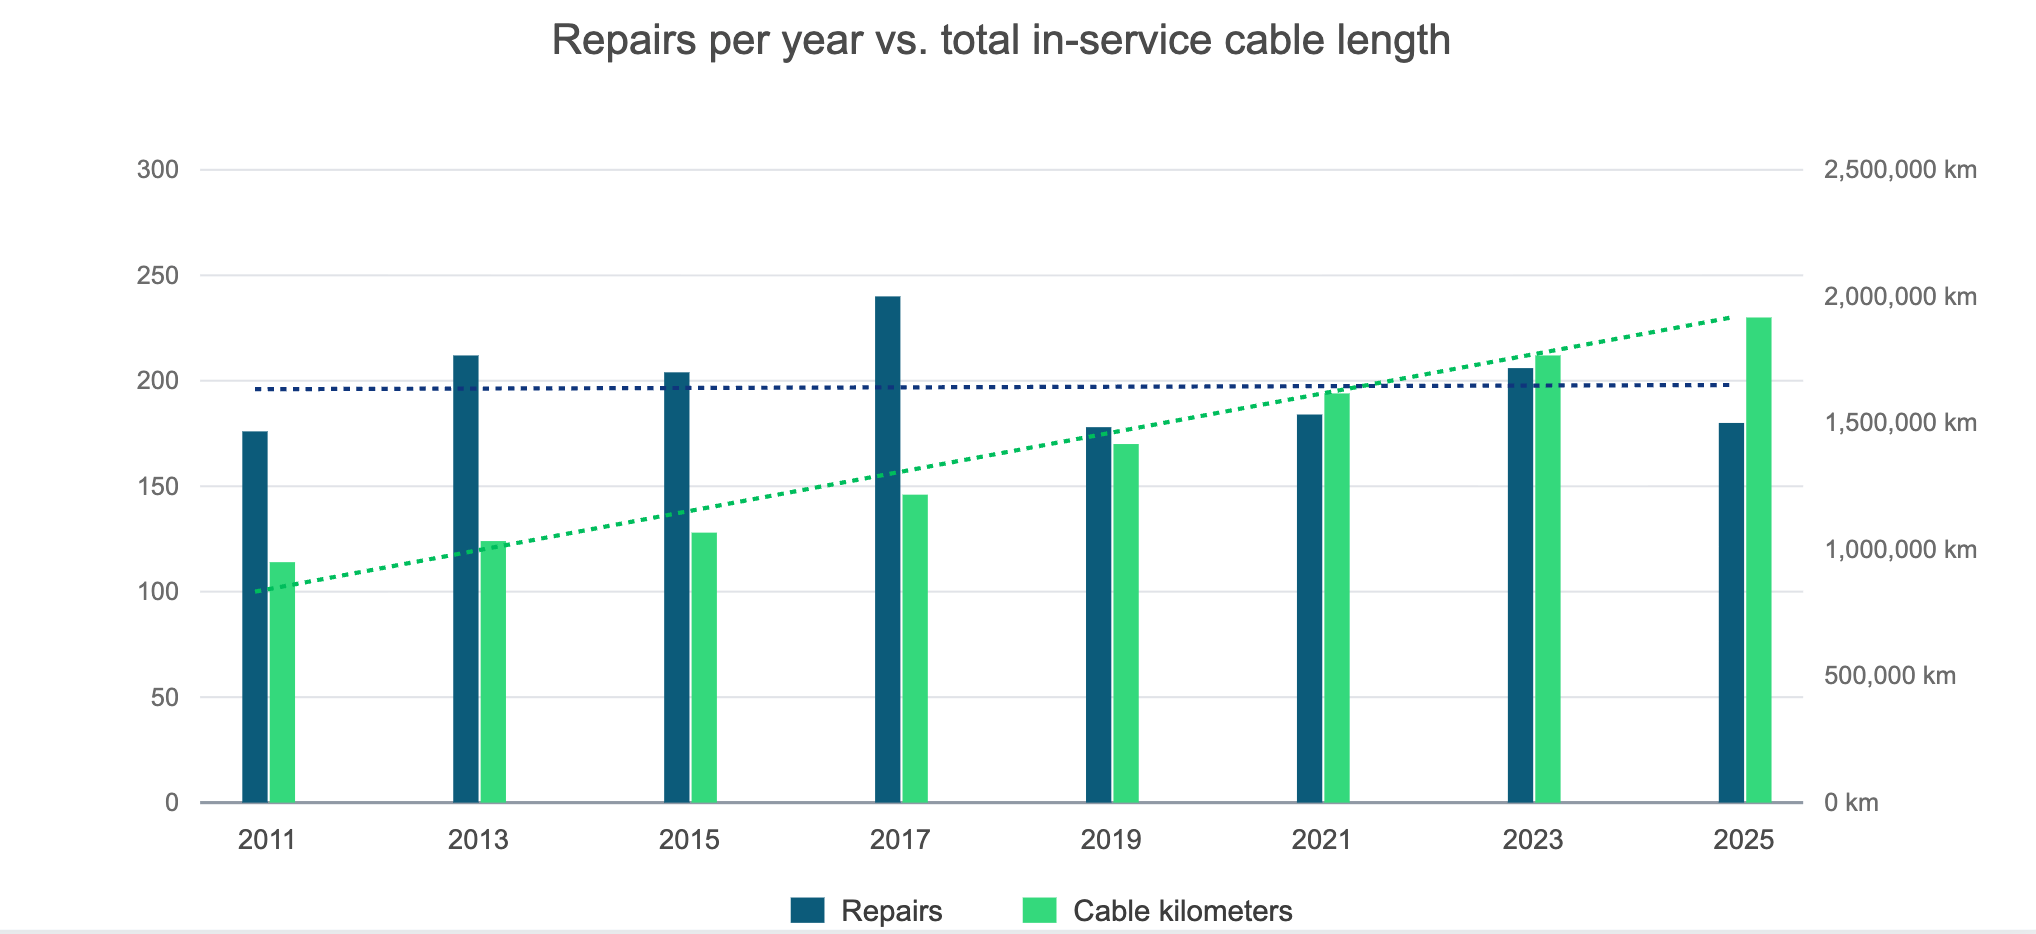 Repairs per year vs. total in-service cable length
300
250
200
150
100
50
0
2,500,000 km
2,000,000 km
1,500,000 km
1,000,000 km
500,000 km
0 km
2011 2013 2015 2017 2019 2021 2023 2025
Repairs Cable kilometers